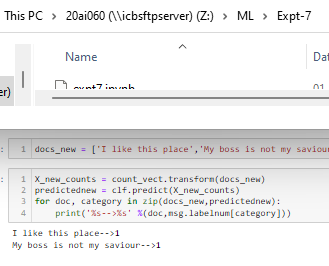 This PC > 20ai060 (\\icbsftpserver) (Z:) > ML > Expt-7
Name
Da
expt7.ipynb
01
er)
1 docs_new = ['I like this place','My boss is not my saviour
1 X_new_counts = count_vect.transform(docs_new)
2 predictednew = clf.predict(X_new_counts)
3 for doc, category in zip(docs_new,predictednew):
4 print('%s-->%s' %(doc,msg.labelnum[category]))
I like this place-->1
My boss is not my saviour-->1